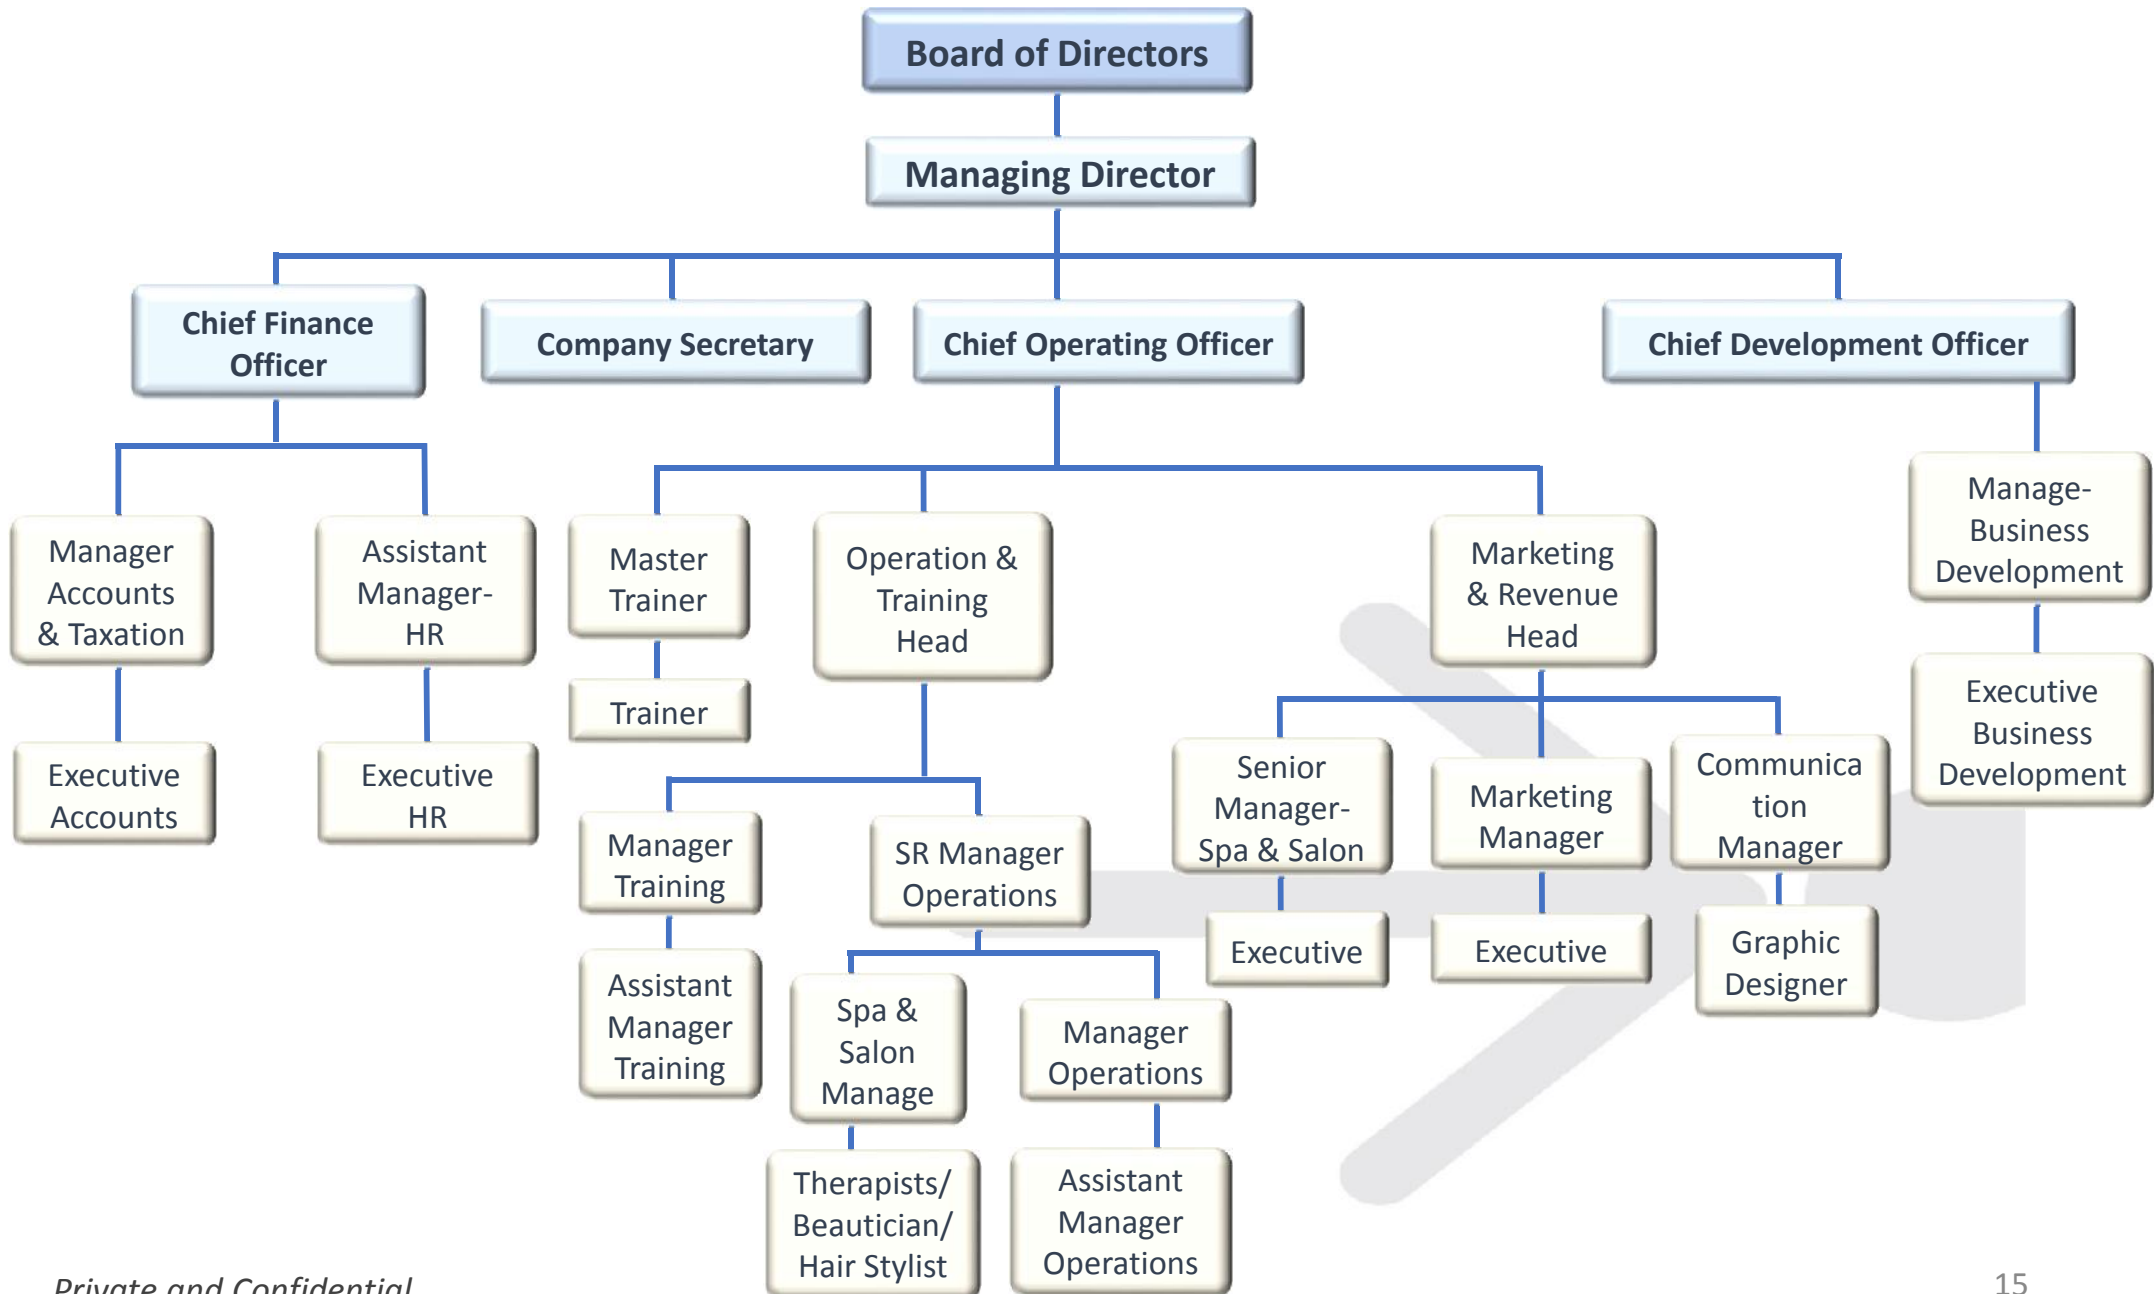 Board of Directors
Managing Director
Chief Finance
Officer
Company Secretary
Chief Operating Officer
Chief Development Officer
Manager
Accounts
& Taxation
Assistant
Manager-
HR
Master
Trainer
Operation &
Training
Head
Marketing
& Revenue
Head
Manage-
Business
Development
Trainer
Executive
Business
Development
Executive
Accounts
Executive
HR
Manager
Training
SR Manager
Operations
Senior
Manager-
Spa & Salon
Marketing
Manager
Communica
tion
Manager
Executive
Executive
Graphic
Designer
Assistant
Manager
Training
Spa &
Salon
Manage
Manager
Operations
Therapists/
Beautician/
Hair Stylist
Assistant
Manager
Operations
Private and Confidential
15